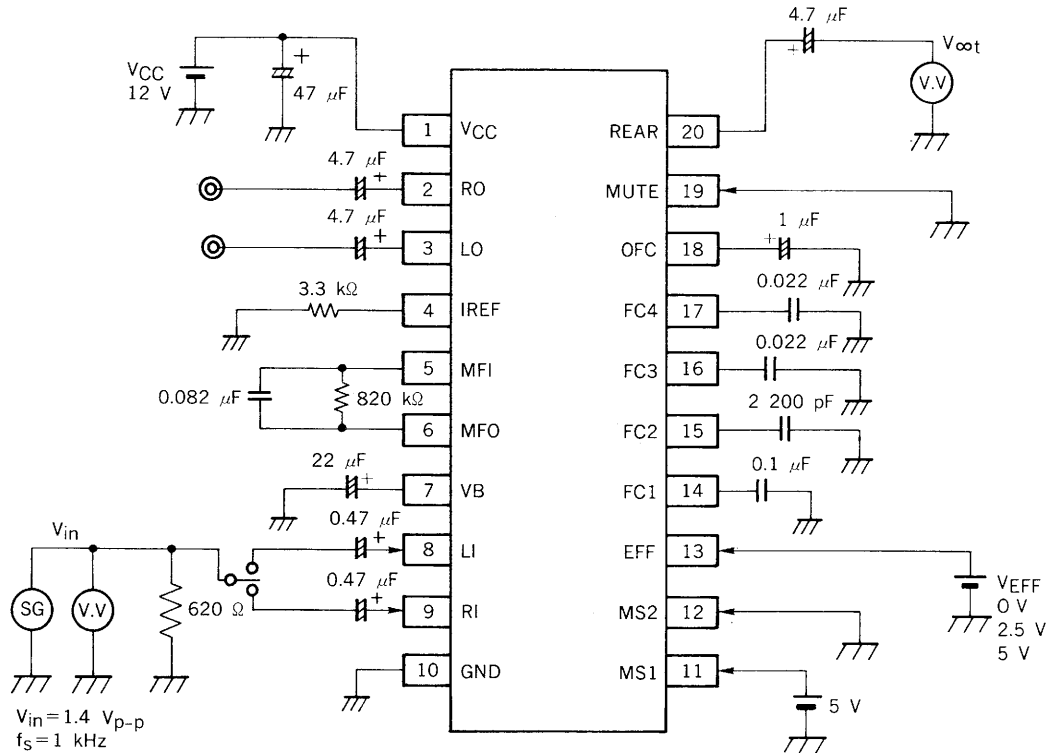 4.7 μF
V∞t
V.V
VCC
12 V
+
47 μF
1 VCC
REAR 20
4.7 μF
+
2 RO
MUTE 19
4.7 μF
+
3 LO
OFC 18
+
1 μF
3.3 kΩ
4 IREF
FC4 17
0.022 μF
5 MFI
FC3 16
0.022 μF
0.082 μF
820 kΩ
6 MFO
FC2 15
2 200 pF
22 μF
+
7 VB
FC1 14
0.1 μF
Vin
0.47 μF
+
8 LI
EFF 13
SG
V.V
620 Ω
0.47 μF
+
9 RI
MS2 12
VEFF
0 V
2.5 V
5 V
10 GND
MS1 11
5 V
Vin=1.4 Vp-p
fs=1 kHz
+